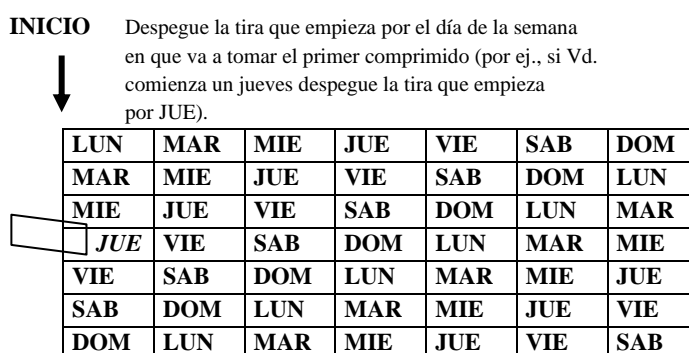 INICIO Despegue la tira que empieza por el día de la semana
en que va a tomar el primer comprimido (por ej., si Vd.
comienza un jueves despegue la tira que empieza
por JUE).
LUN MAR MIE JUE VIE SAB DOM
MAR MIE JUE VIE SAB DOM LUN
MIE JUE VIE SAB DOM LUN MAR
JUE VIE SAB DOM LUN MAR MIE
VIE SAB DOM LUN MAR MIE JUE
SAB DOM LUN MAR MIE JUE VIE
DOM LUN MAR MIE JUE VIE SAB